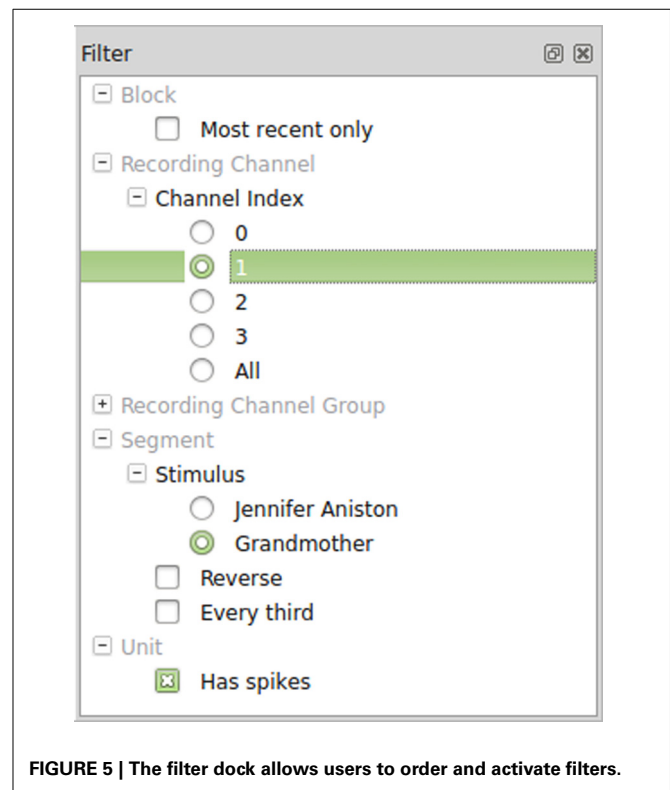 Filter
Block
Most recent only
Recording Channel
Channel Index
0
1
2
3
All
Recording Channel Group
Segment
Stimulus
Jennifer Aniston
Grandmother
Reverse
Every third
Unit
Has spikes
FIGURE 5 | The filter dock allows users to order and activate filters.